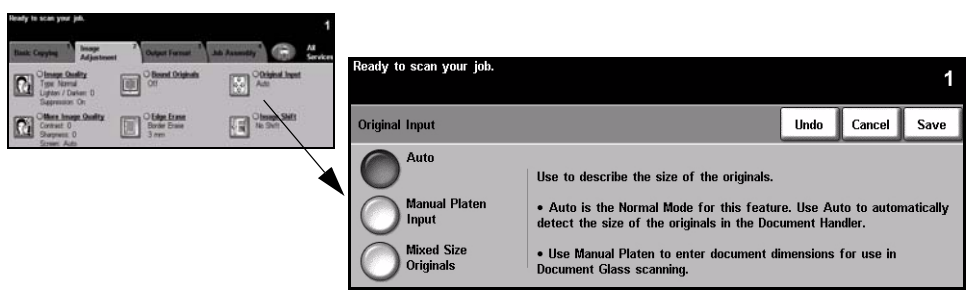 Ready to scan your job.
1
Basic Copying 1
Image Adjustment 2
Output Format 3
Job Assembly 4
All Services
Image Quality
Type: Normal
Lighten / Darken: 0
Suppression: On
Bound Originals
Off
Original Input
Auto
More Image Quality
Contrast: 0
Sharpness: 0
Screen: Auto
Edge Erase
Border Erase
3 mm
Image Shift
No Shift
Ready to scan your job.
1
Original Input
Undo
Cancel
Save
Auto
Manual Platen
Input
Mixed Size
Originals
Use to describe the size of the originals.
• Auto is the Normal Mode for this feature. Use Auto to automatically
detect the size of the originals in the Document Handler.
• Use Manual Platen to enter document dimensions for use in
Document Glass scanning.